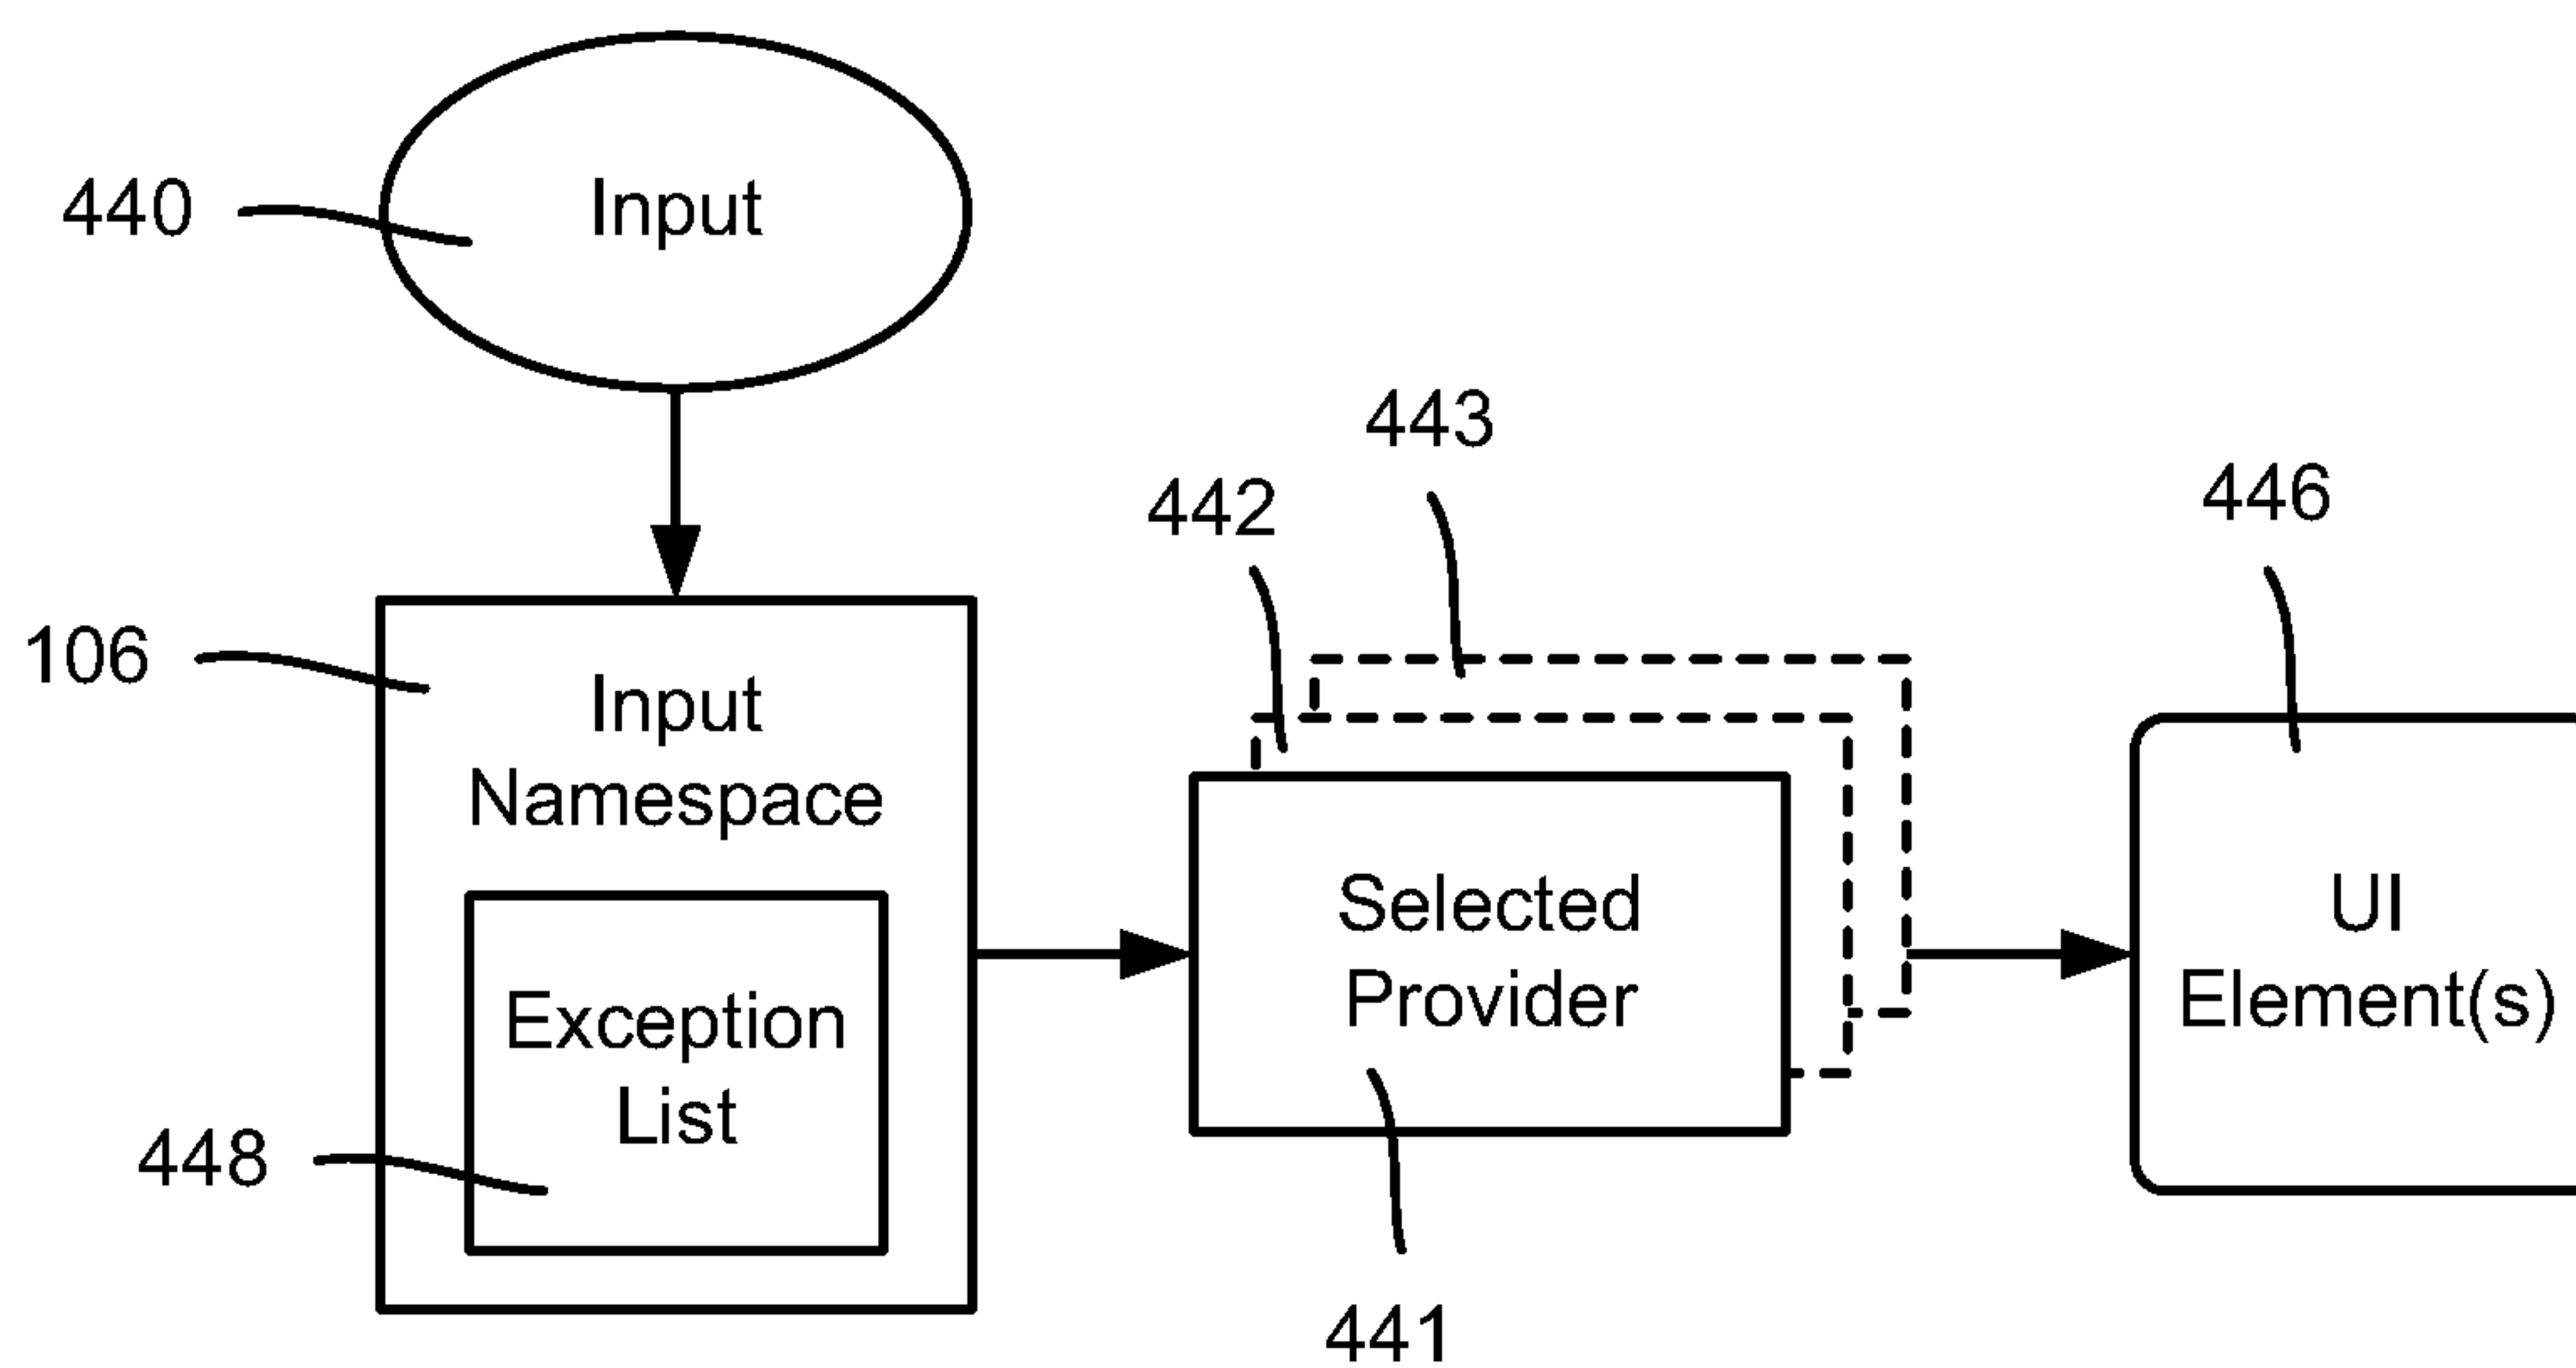 440
Input
443
442
446
106
Input
Namespace
Selected
Provider
UI
Element(s)
Exception
List
448
441